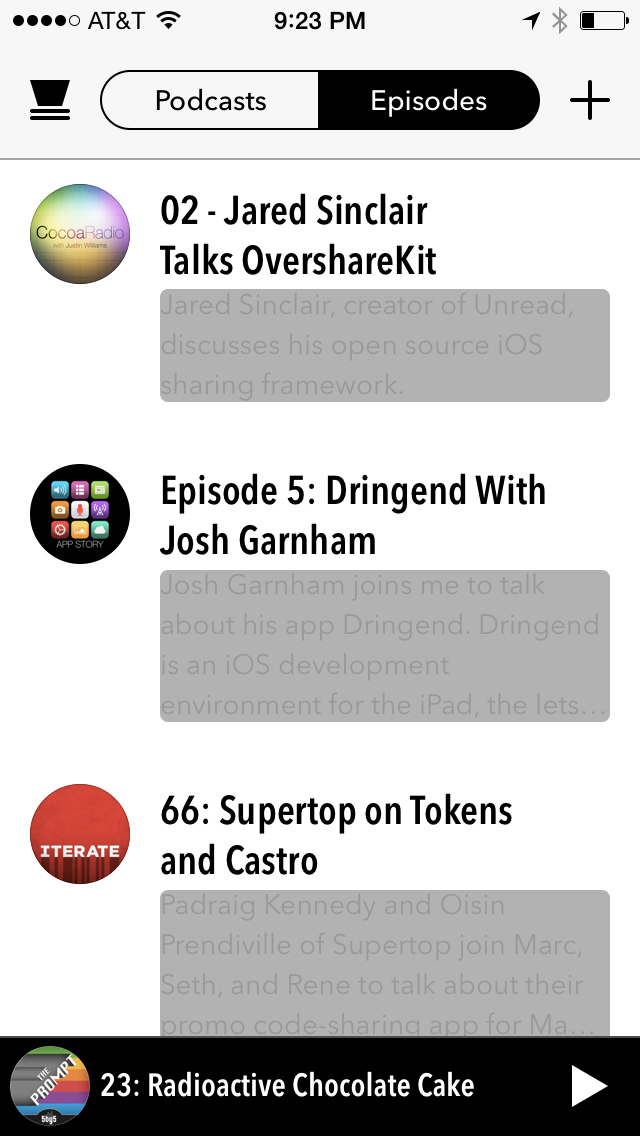 AT&T 9:23 PM
Podcasts Episodes
CocoaRadio
with Justin Williams
02 - Jared Sinclair
Talks OvershareKit
Jared Sinclair, creator of Unread,
discusses his open source iOS
sharing framework.
APP STORY
Episode 5: Dringend With
Josh Garnham
Josh Garnham joins me to talk
about his app Dringend. Dringend
is an iOS development
environment for the iPad, the lets…
ITERATE
66: Supertop on Tokens
and Castro
Padraig Kennedy and Oisin
Prendiville of Supertop join Marc,
Seth, and Rene to talk about their
promo code-sharing app for Ma…
THE
PROMPT
5by5
23: Radioactive Chocolate Cake